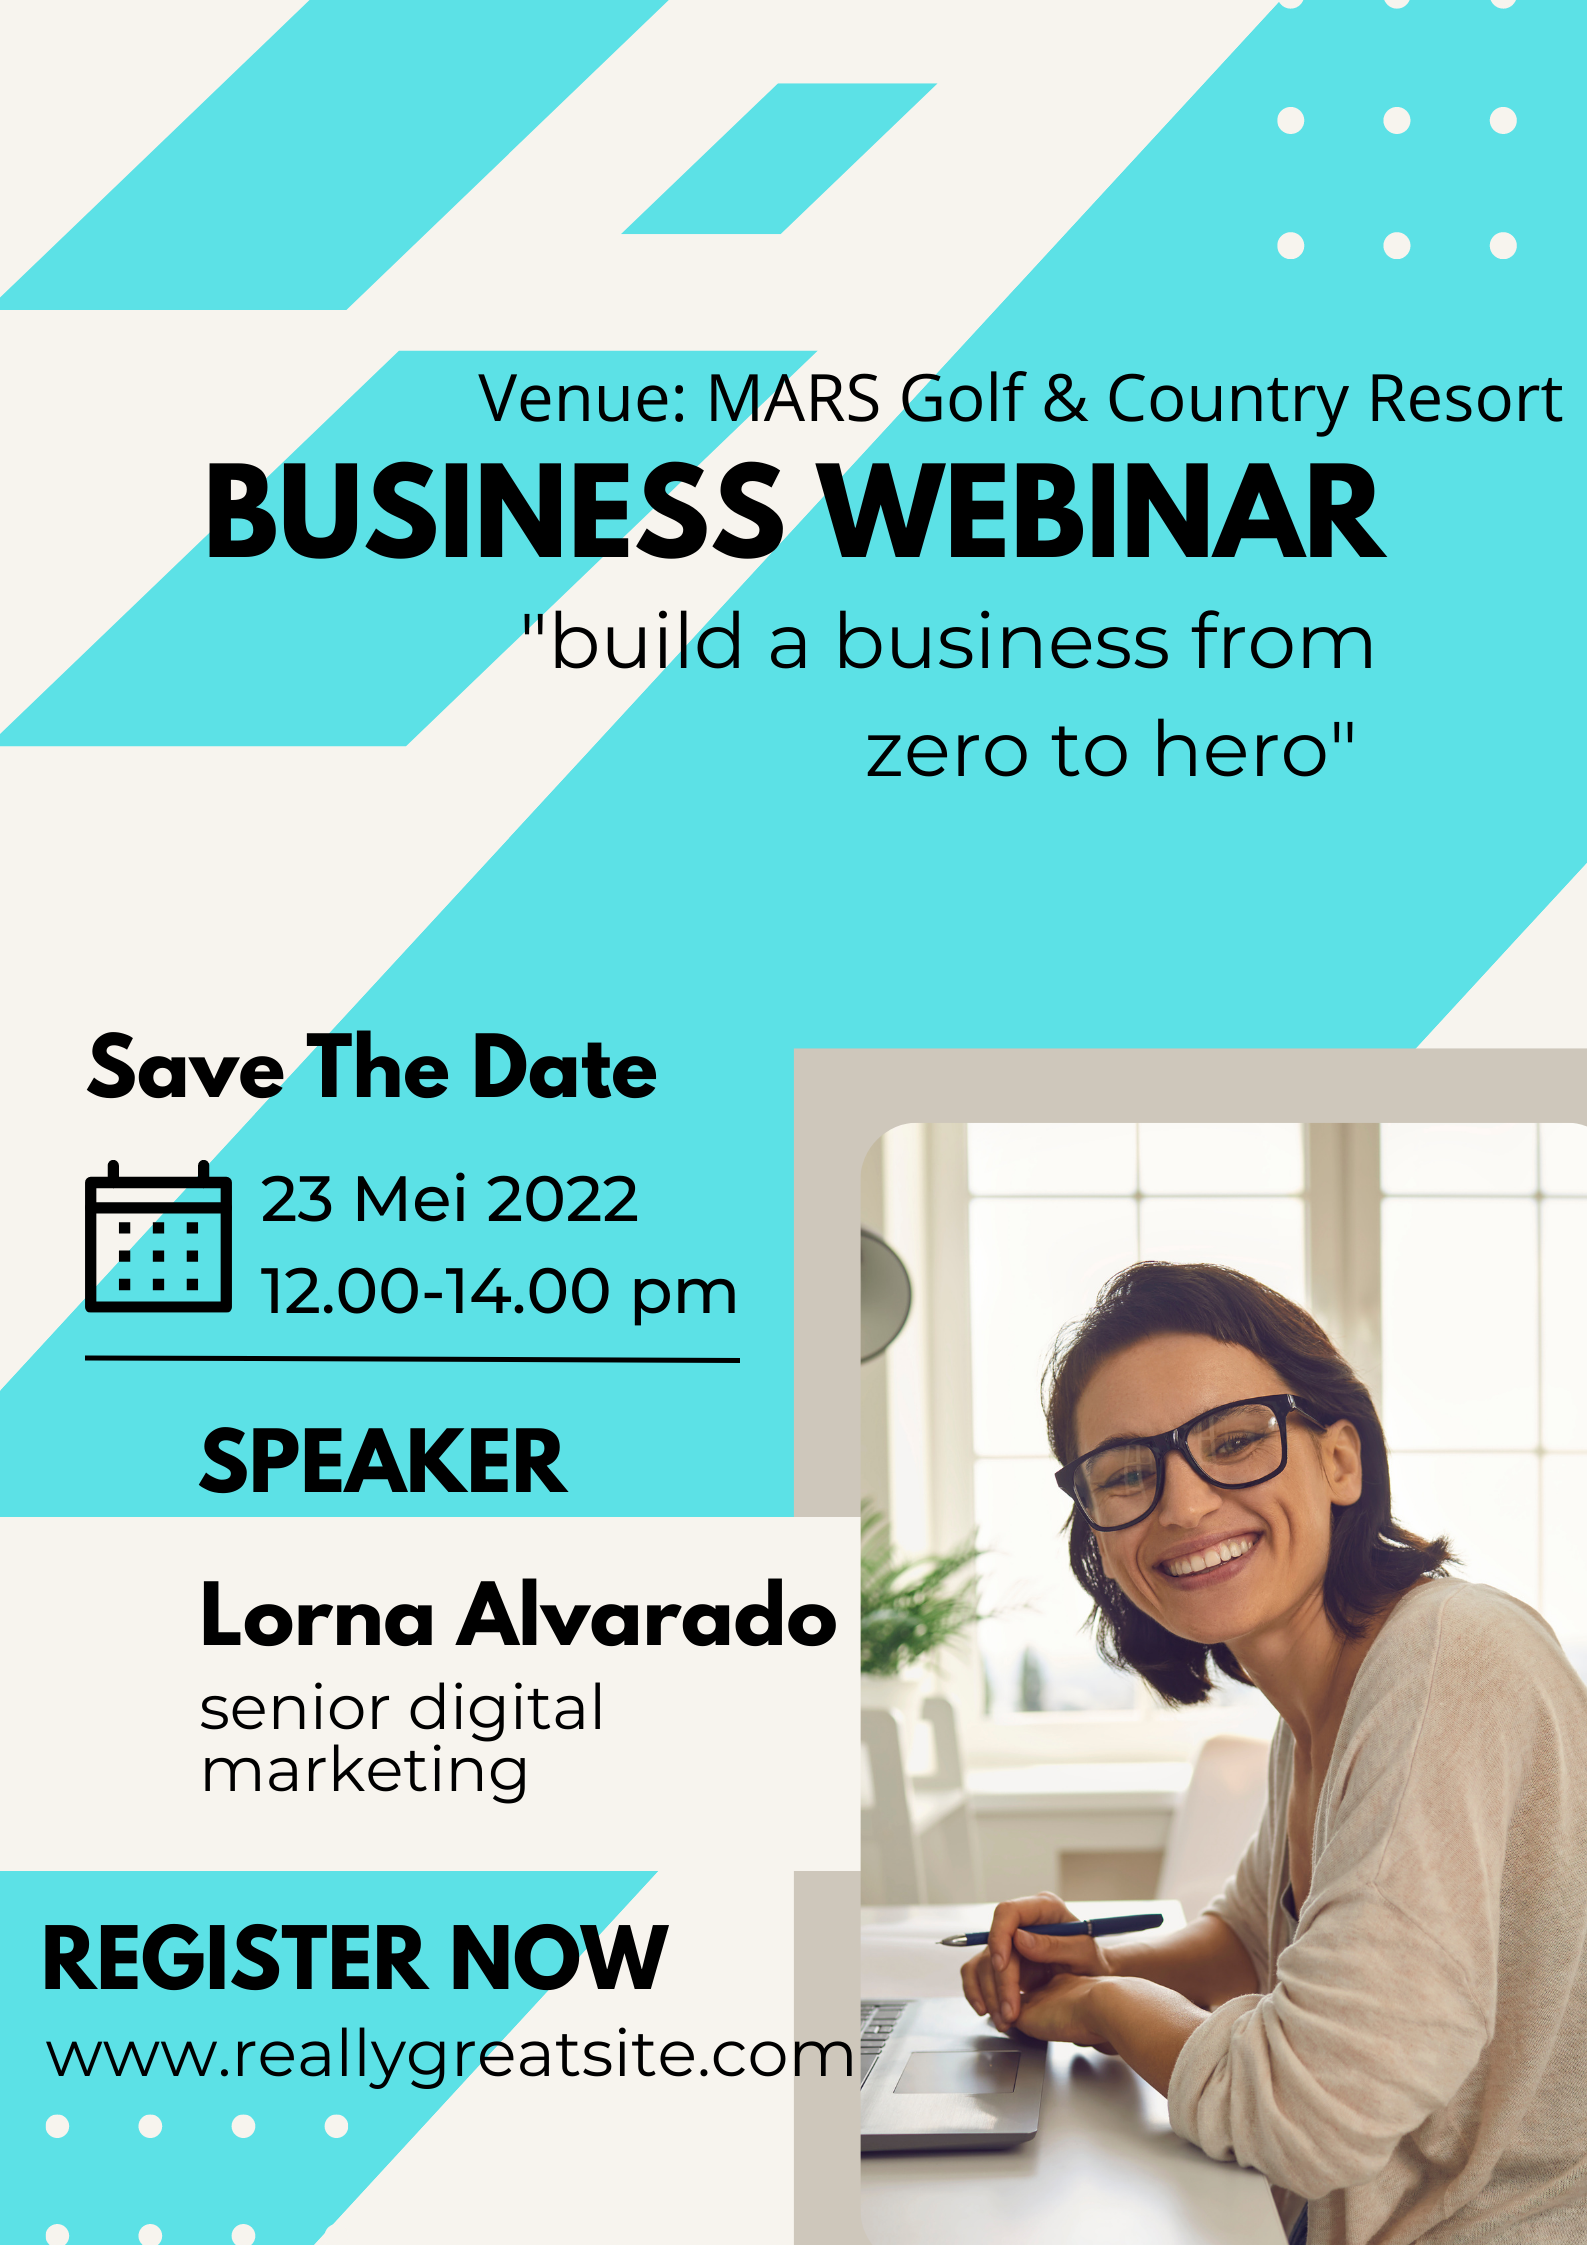 Venue: MARS Golf & Country Resort
BUSINESS WEBINAR
"build a business from
zero to hero"
Save The Date
23 Mei 2022
12.00-14.00 pm
SPEAKER
Lorna Alvarado
senior digital
marketing
REGISTER NOW
www.reallygreatsite.com